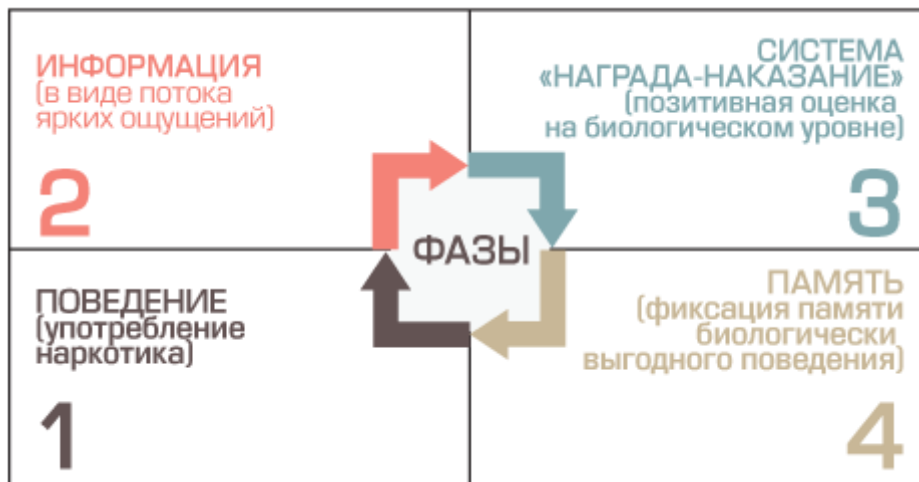 ИНФОРМАЦИЯ
(в виде потока
ярких ощущений)
2
СИСТЕМА
«НАГРАДА-НАКАЗАНИЕ»
(позитивная оценка
на биологическом уровне)
3
ФАЗЫ
ПОВЕДЕНИЕ
(употребление
наркотика)
1
ПАМЯТЬ
(фиксация памяти
биологически
выгодного поведения)
4